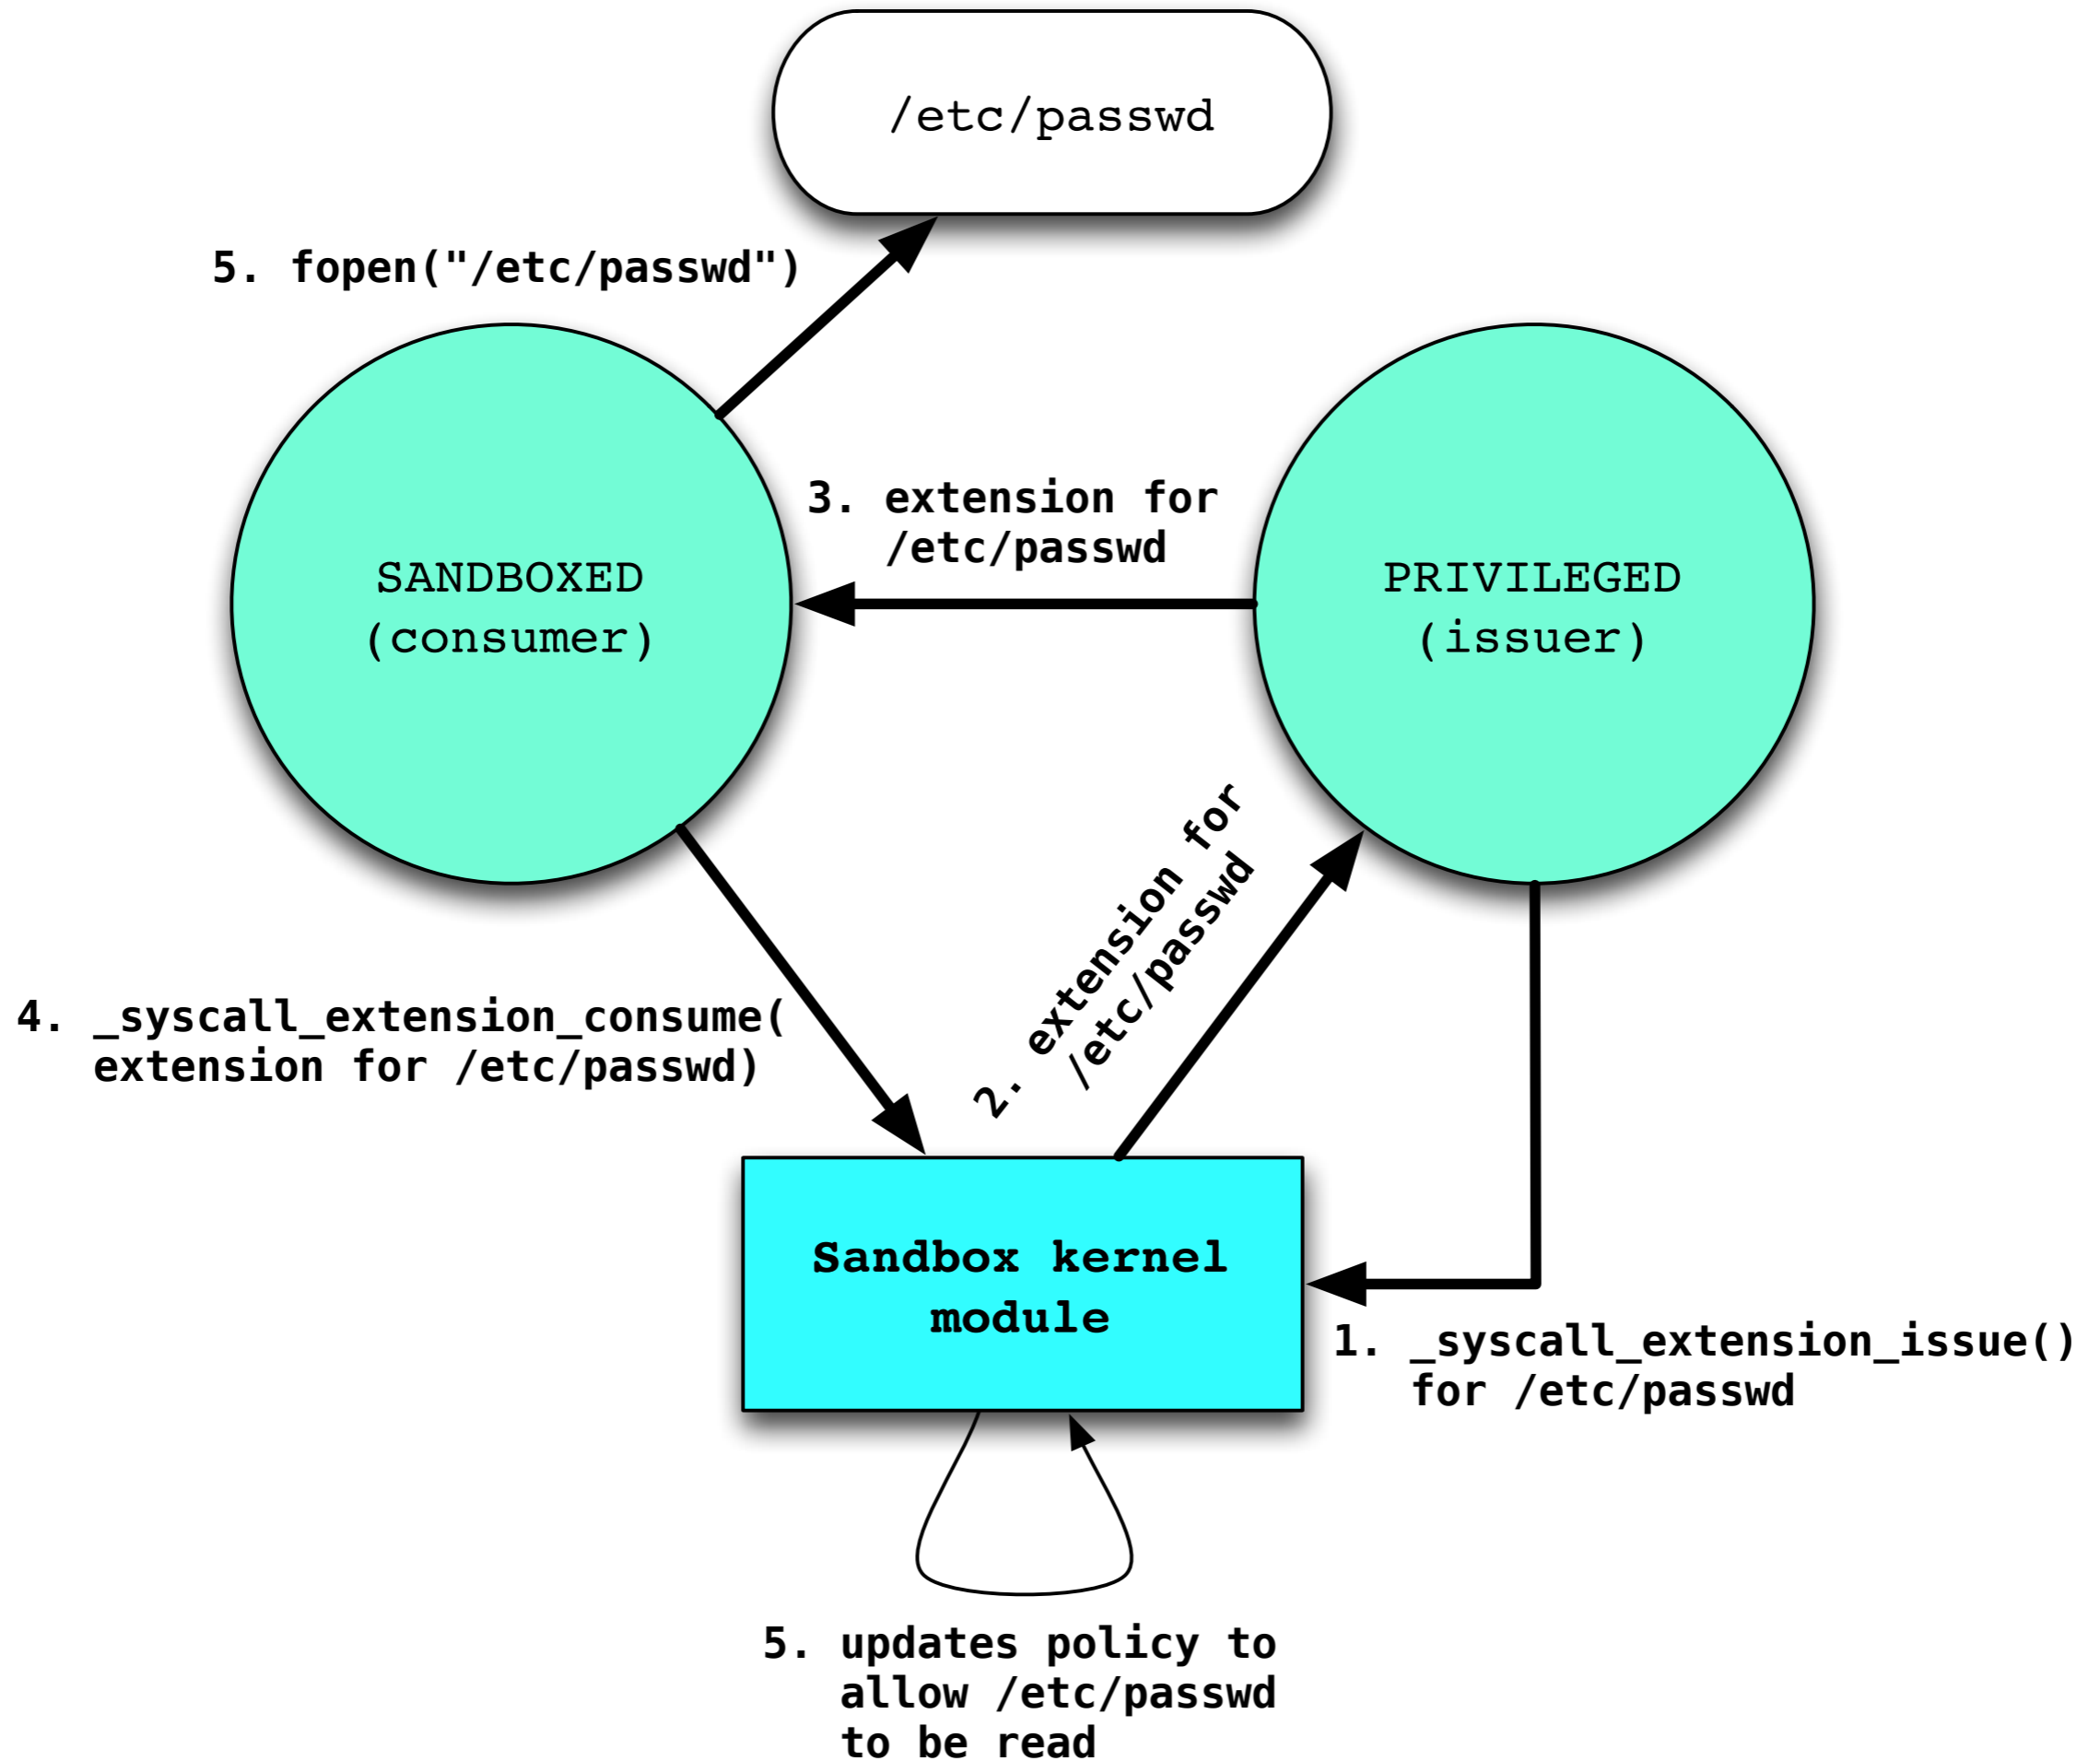 /etc/passwd
5. fopen("/etc/passwd")
3. extension for
/etc/passwd
SANDBOXED
(consumer)
PRIVILEGED
(issuer)
2. extension for
/etc/passwd
4. _syscall_extension_consume(
extension for /etc/passwd)
Sandbox kernel
module
1. _syscall_extension_issue()
for /etc/passwd
5. updates policy to
allow /etc/passwd
to be read